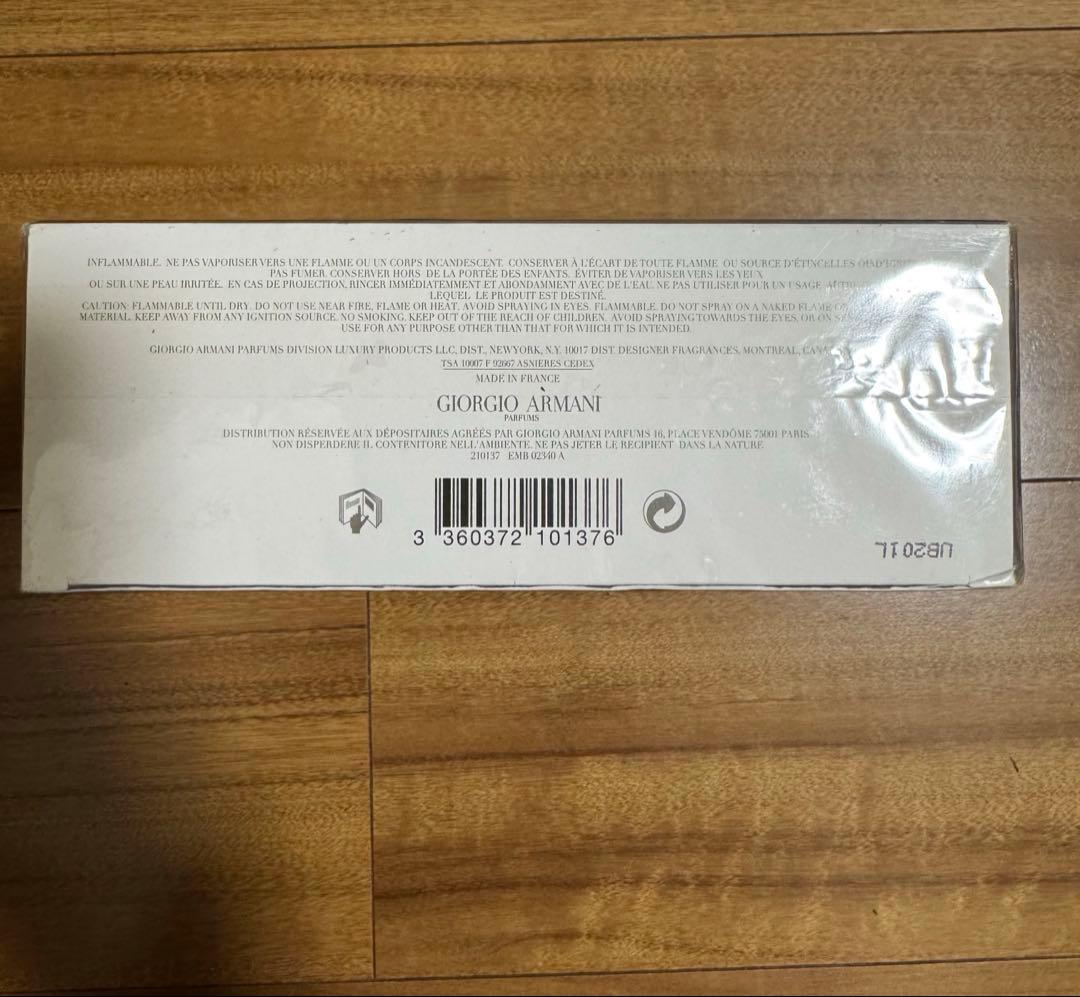 INFLAMMABLE. NE PAS VAPORISER VERS UNE FLAMME OU UN CORPS INCANDESCENT. CONSERVER À L'ÉCART DE TOUTE FLAMME OU SOURCE D'ÉTINCELLES
PAS FUMER. CONSERVER HORS DE LA PORTÉE DES ENFANTS. ÉVITER DE VAPORISER VERS LES YEUX
OU SUR UNE PEAU IRRITÉE. EN CAS DE PROJECTION, RINCER IMMÉDIATEMENT ET ABONDAMMENT AVEC DE L'EAU. NE PAS UTILISER POUR UN USAGE
LEQUEL LE PRODUIT EST DESTINÉ.
CAUTION: FLAMMABLE UNTIL DRY. DO NOT USE NEAR FIRE, FLAME OR HEAT. AVOID SPRAYING IN EYES. FLAMMABLE. DO NOT SPRAY ON A NAKED FLAME
MATERIAL. KEEP AWAY FROM ANY IGNITION SOURCE. NO SMOKING. KEEP OUT OF THE REACH OF CHILDREN. AVOID SPRAYING TOWARDS THE EYES, OR ON
USE FOR ANY PURPOSE OTHER THAN THAT FOR WHICH IT IS INTENDED.
GIORGIO ARMANI PARFUMS DIVISION LUXURY PRODUCTS LLC, DIST., NEWYORK, N.Y. 10017 DIST. DESIGNER FRAGRANCES, MONTREAL,
TSA 10007 F 92667 ASNIERES CEDEX
MADE IN FRANCE
GIORGIO ARMANI
PARFUMS
DISTRIBUTION RÉSERVÉE AUX DÉPOSITAIRES AGRÉÉS PAR GIORGIO ARMANI PARFUMS 16, PLACE VENDÔME 75001 PARIS
NON DISPERDERE IL CONTENITORE NELL'AMBIENTE. NE PAS JETER LE RECIPIENT DANS LA NATURE
210137 EMB 02340 A
3 360372 101376
UB201L